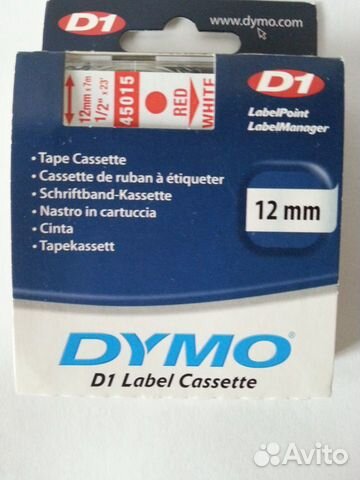 D1
www.dymo.com
12mm x 7m
1/2" x 23'
45015
RED
WHITE
D1
LabelPoint
LabelManager
• Tape Cassette
• Cassette de ruban à étiqueter
• Schriftband-Kassette
• Nastro in cartuccia
• Cinta
• Tapekassett
12 mm
DYMO®
D1 Label Cassette
Avito